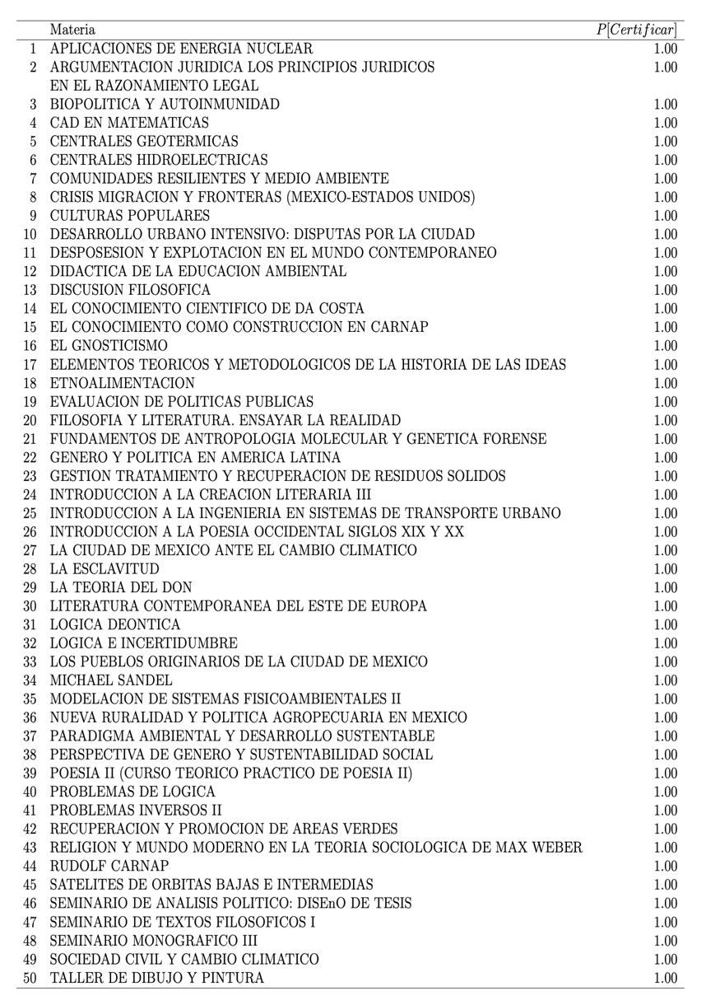 Materia P[Certificar]
1 APLICACIONES DE ENERGIA NUCLEAR 1.00
2 ARGUMENTACION JURIDICA LOS PRINCIPIOS JURIDICOS 1.00
EN EL RAZONAMIENTO LEGAL
3 BIOPOLITICA Y AUTOINMUNIDAD 1.00
4 CAD EN MATEMATICAS 1.00
5 CENTRALES GEOTERMICAS 1.00
6 CENTRALES HIDROELECTRICAS 1.00
7 COMUNIDADES RESILIENTES Y MEDIO AMBIENTE 1.00
8 CRISIS MIGRACION Y FRONTERAS (MEXICO-ESTADOS UNIDOS) 1.00
9 CULTURAS POPULARES 1.00
10 DESARROLLO URBANO INTENSIVO: DISPUTAS POR LA CIUDAD 1.00
11 DESPOSESION Y EXPLOTACION EN EL MUNDO CONTEMPORANEO 1.00
12 DIDACTICA DE LA EDUCACION AMBIENTAL 1.00
13 DISCUSION FILOSOFICA 1.00
14 EL CONOCIMIENTO CIENTIFICO DE DA COSTA 1.00
15 EL CONOCIMIENTO COMO CONSTRUCCION EN CARNAP 1.00
16 EL GNOSTICISMO 1.00
17 ELEMENTOS TEORICOS Y METODOLOGICOS DE LA HISTORIA DE LAS IDEAS 1.00
18 ETNOALIMENTACION 1.00
19 EVALUACION DE POLITICAS PUBLICAS 1.00
20 FILOSOFIA Y LITERATURA. ENSAYAR LA REALIDAD 1.00
21 FUNDAMENTOS DE ANTROPOLOGIA MOLECULAR Y GENETICA FORENSE 1.00
22 GENERO Y POLITICA EN AMERICA LATINA 1.00
23 GESTION TRATAMIENTO Y RECUPERACION DE RESIDUOS SOLIDOS 1.00
24 INTRODUCCION A LA CREACION LITERARIA III 1.00
25 INTRODUCCION A LA INGENIERIA EN SISTEMAS DE TRANSPORTE URBANO 1.00
26 INTRODUCCION A LA POESIA OCCIDENTAL SIGLOS XIX Y XX 1.00
27 LA CIUDAD DE MEXICO ANTE EL CAMBIO CLIMATICO 1.00
28 LA ESCLAVITUD 1.00
29 LA TEORIA DEL DON 1.00
30 LITERATURA CONTEMPORANEA DEL ESTE DE EUROPA 1.00
31 LOGICA DEONTICA 1.00
32 LOGICA E INCERTIDUMBRE 1.00
33 LOS PUEBLOS ORIGINARIOS DE LA CIUDAD DE MEXICO 1.00
34 MICHAEL SANDEL 1.00
35 MODELACION DE SISTEMAS FISICOAMBIENTALES II 1.00
36 NUEVA RURALIDAD Y POLITICA AGROPECUARIA EN MEXICO 1.00
37 PARADIGMA AMBIENTAL Y DESARROLLO SUSTENTABLE 1.00
38 PERSPECTIVA DE GENERO Y SUSTENTABILIDAD SOCIAL 1.00
39 POESIA II (CURSO TEORICO PRACTICO DE POESIA II) 1.00
40 PROBLEMAS DE LOGICA 1.00
41 PROBLEMAS INVERSOS II 1.00
42 RECUPERACION Y PROMOCION DE AREAS VERDES 1.00
43 RELIGION Y MUNDO MODERNO EN LA TEORIA SOCIOLOGICA DE MAX WEBER 1.00
44 RUDOLF CARNAP 1.00
45 SATELITES DE ORBITAS BAJAS E INTERMEDIAS 1.00
46 SEMINARIO DE ANALISIS POLITICO: DISEnO DE TESIS 1.00
47 SEMINARIO DE TEXTOS FILOSOFICOS I 1.00
48 SEMINARIO MONOGRAFICO III 1.00
49 SOCIEDAD CIVIL Y CAMBIO CLIMATICO 1.00
50 TALLER DE DIBUJO Y PINTURA 1.00